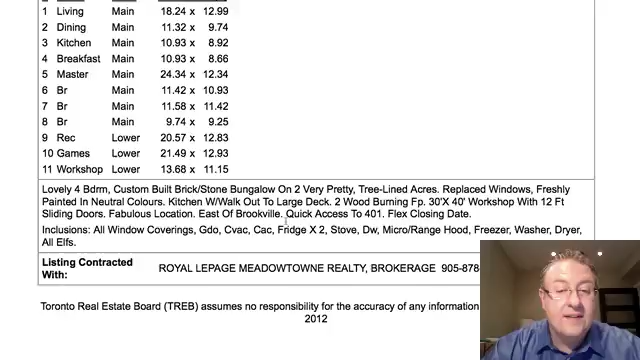 1 Living Main 18.24 x 12.99
2 Dining Main 11.32 x 9.74
3 Kitchen Main 10.93 x 8.92
4 Breakfast Main 10.93 x 8.66
5 Master Main 24.34 x 12.34
6 Br Main 11.42 x 10.93
7 Br Main 11.58 x 11.42
8 Br Main 9.74 x 9.25
9 Rec Lower 20.57 x 12.83
10 Games Lower 21.49 x 12.93
11 Workshop Lower 13.68 x 11.15
Lovely 4 Bdrm, Custom Built Brick/Stone Bungalow On 2 Very Pretty, Tree-Lined Acres. Replaced Windows, Freshly
Painted In Neutral Colours. Kitchen W/Walk Out To Large Deck. 2 Wood Burning Fp. 30'X 40' Workshop With 12 Ft
Sliding Doors. Fabulous Location. East Of Brookville. Quick Access To 401. Flex Closing Date.
Inclusions: All Window Coverings, Gdo, Cvac, Cac, Fridge X 2, Stove, Dw, Micro/Range Hood, Freezer, Washer, Dryer,
All Elfs.
Listing Contracted
With:
ROYAL LEPAGE MEADOWTOWNE REALTY, BROKERAGE 905-878
Toronto Real Estate Board (TREB) assumes no responsibility for the accuracy of any information
2012